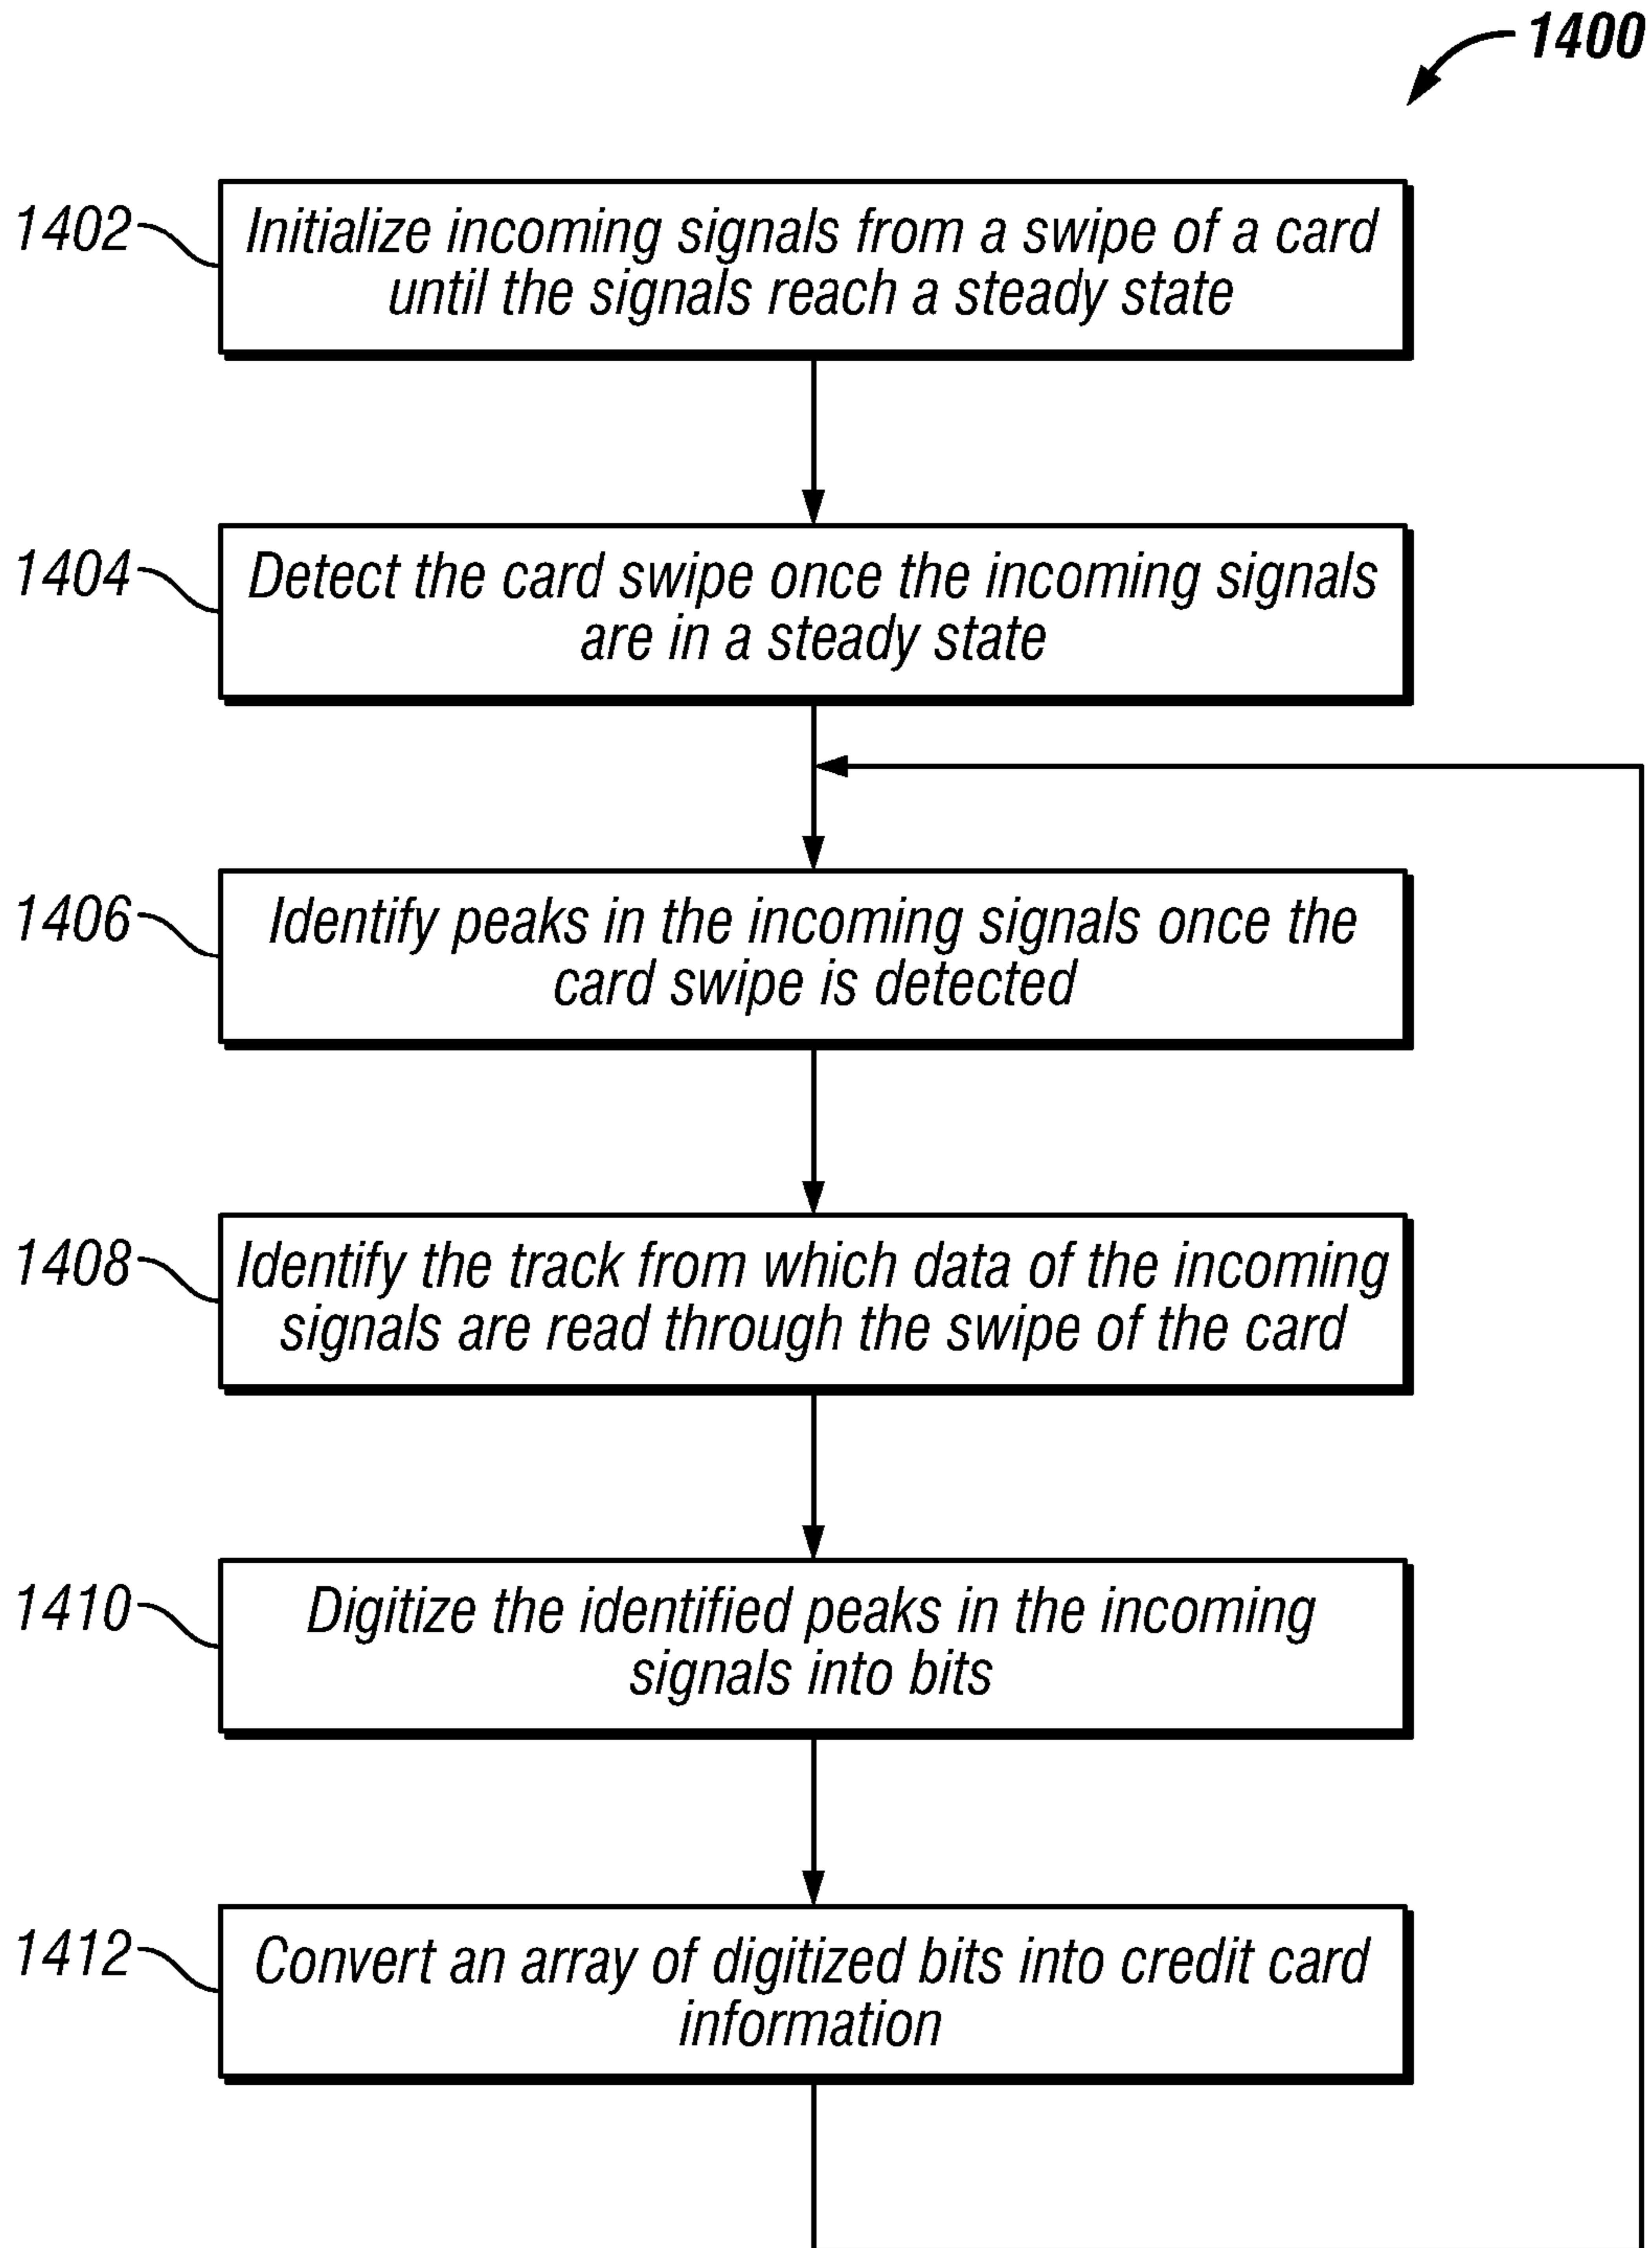 1400
1402
Initialize incoming signals from a swipe of a card
until the signals reach a steady state
1404
Detect the card swipe once the incoming signals
are in a steady state
1406
Identify peaks in the incoming signals once the
card swipe is detected
1408
Identify the track from which data of the incoming
signals are read through the swipe of the card
1410
Digitize the identified peaks in the incoming
signals into bits
1412
Convert an array of digitized bits into credit card
information